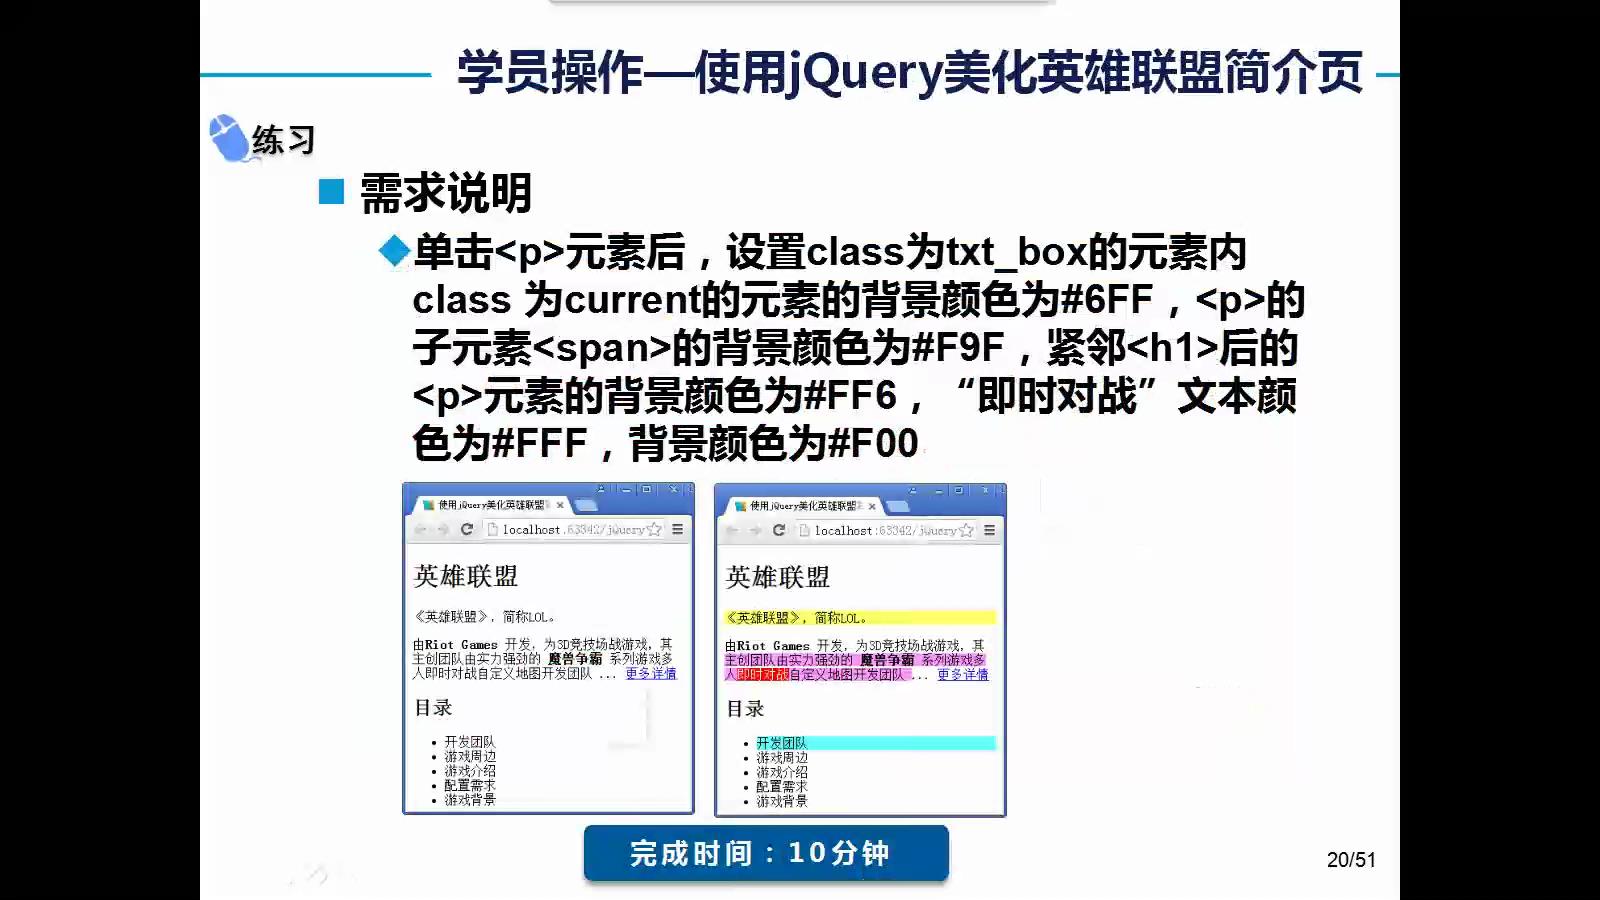 学员操作—使用jQuery美化英雄联盟简介页
练习
需求说明
单击<p>元素后，设置class为txt_box的元素内
class 为current的元素的背景颜色为#6FF，<p>的
子元素<span>的背景颜色为#F9F，紧邻<h1>后的
<p>元素的背景颜色为#FF6，“即时对战”文本颜
色为#FFF，背景颜色为#F00
使用jQuery美化英雄联盟
localhost:63342/jQuery
英雄联盟
《英雄联盟》，简称LOL。
由Riot Games 开发，为3D竞技场战游戏，其
主创团队由实力强劲的 魔兽争霸 系列游戏多
人即时对战自定义地图开发团队 ... 更多详情
目录
开发团队
游戏周边
游戏介绍
配置需求
游戏背景
使用jQuery美化英雄联盟
localhost:63342/jQuery
英雄联盟
《英雄联盟》，简称LOL。
由Riot Games 开发，为3D竞技场战游戏，其
主创团队由实力强劲的 魔兽争霸 系列游戏多
人即时对战自定义地图开发团队 ... 更多详情
目录
开发团队
游戏周边
游戏介绍
配置需求
游戏背景
完成时间：10分钟
20/51